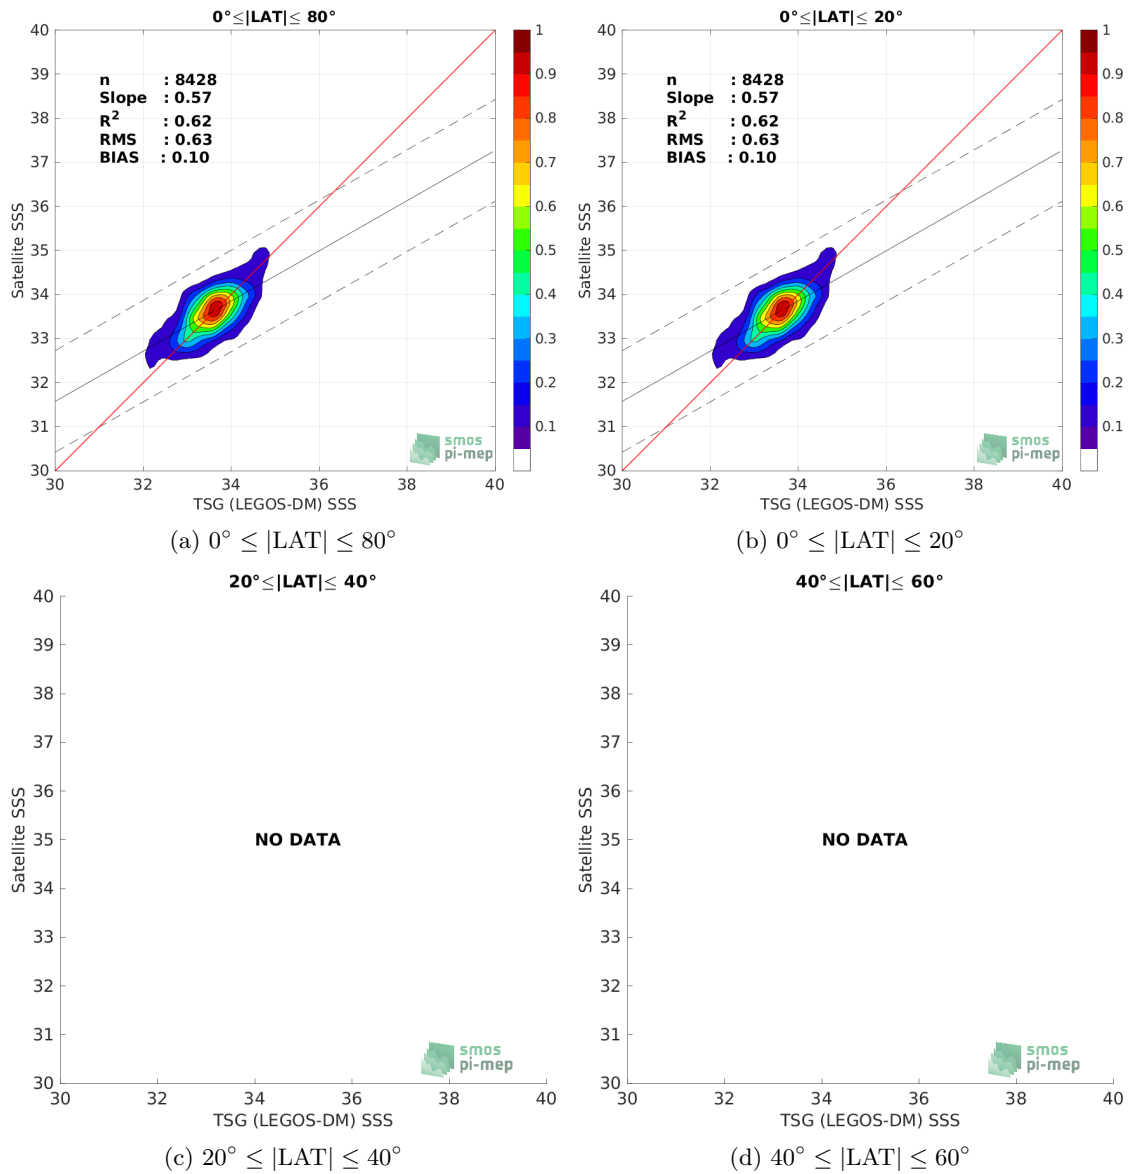 0°≤|LAT|≤ 80°
40
39
38
37
36
35
34
33
32
31
30
30 32 34 36 38 40
Satellite SSS
TSG (LEGOS-DM) SSS
n : 8428
Slope : 0.57
R² : 0.62
RMS : 0.63
BIAS : 0.10
smos
pi-mep
1
0.9
0.8
0.7
0.6
0.5
0.4
0.3
0.2
0.1
(a) 0° ≤ |LAT| ≤ 80°
0°≤|LAT|≤ 20°
40
39
38
37
36
35
34
33
32
31
30
30 32 34 36 38 40
Satellite SSS
TSG (LEGOS-DM) SSS
n : 8428
Slope : 0.57
R² : 0.62
RMS : 0.63
BIAS : 0.10
smos
pi-mep
1
0.9
0.8
0.7
0.6
0.5
0.4
0.3
0.2
0.1
(b) 0° ≤ |LAT| ≤ 20°
20°≤|LAT|≤ 40°
40
39
38
37
36
35
34
33
32
31
30
30 32 34 36 38 40
Satellite SSS
TSG (LEGOS-DM) SSS
NO DATA
smos
pi-mep
(c) 20° ≤ |LAT| ≤ 40°
40°≤|LAT|≤ 60°
40
39
38
37
36
35
34
33
32
31
30
30 32 34 36 38 40
Satellite SSS
TSG (LEGOS-DM) SSS
NO DATA
smos
pi-mep
(d) 40° ≤ |LAT| ≤ 60°